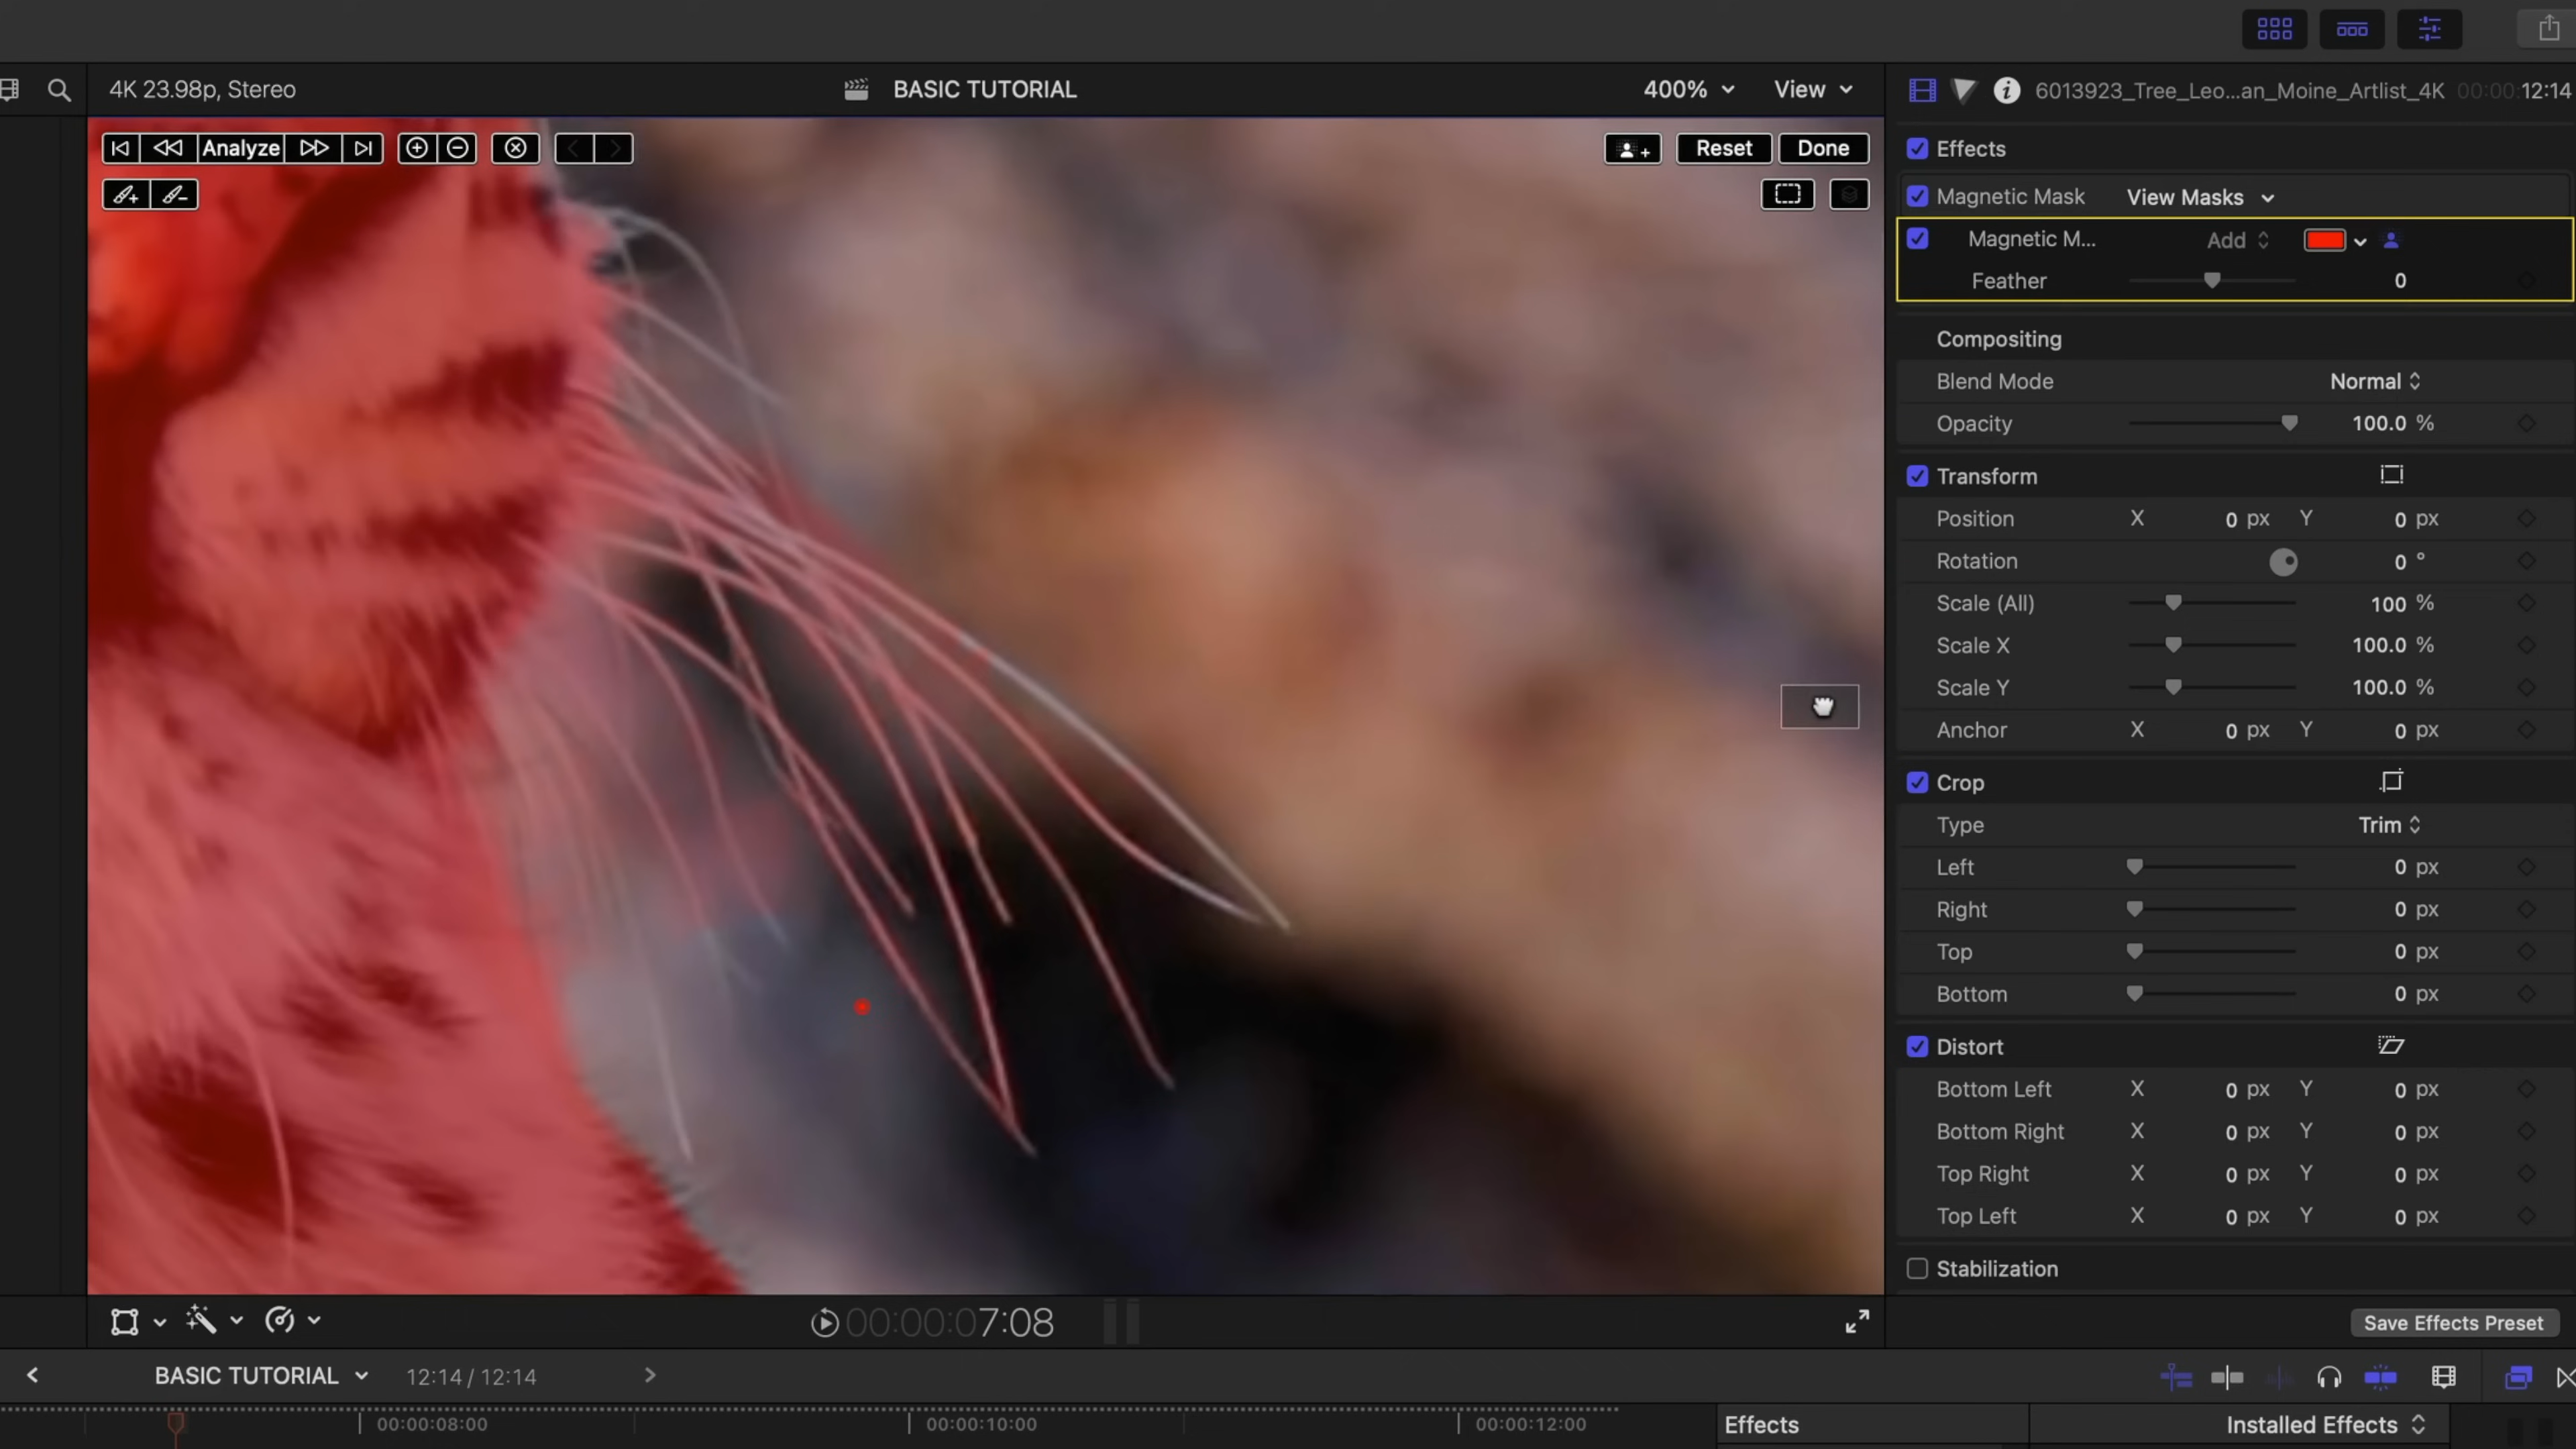 4K 23.98p, Stereo
BASIC TUTORIAL
400%
View
6013923_Tree_Leo...an_Moine_Artlist_4K
00:00:12:14
Analyze
Reset
Done
Effects
Magnetic Mask
View Masks
Magnetic M...
Add
Feather
0
Compositing
Blend Mode
Normal
Opacity
100.0 %
Transform
Position X 0 px Y 0 px
Rotation 0 °
Scale (All) 100 %
Scale X 100.0 %
Scale Y 100.0 %
Anchor X 0 px Y 0 px
Crop
Type Trim
Left 0 px
Right 0 px
Top 0 px
Bottom 0 px
Distort
Bottom Left X 0 px Y 0 px
Bottom Right X 0 px Y 0 px
Top Right X 0 px Y 0 px
Top Left X 0 px Y 0 px
Stabilization
00:00:07:08
Save Effects Preset
BASIC TUTORIAL
12:14 / 12:14
00:00:08:00
00:00:10:00
00:00:12:00
Effects
Installed Effects